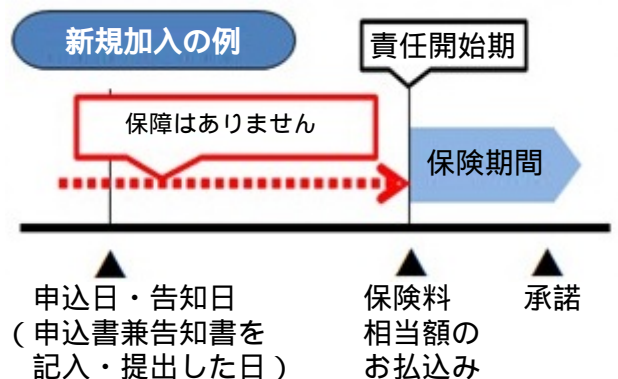 新規加入の例
責任開始期
保障はありません
保険期間
申込日・告知日
(申込書兼告知書を
記入・提出した日)
保険料
相当額の
お払込み
承諾